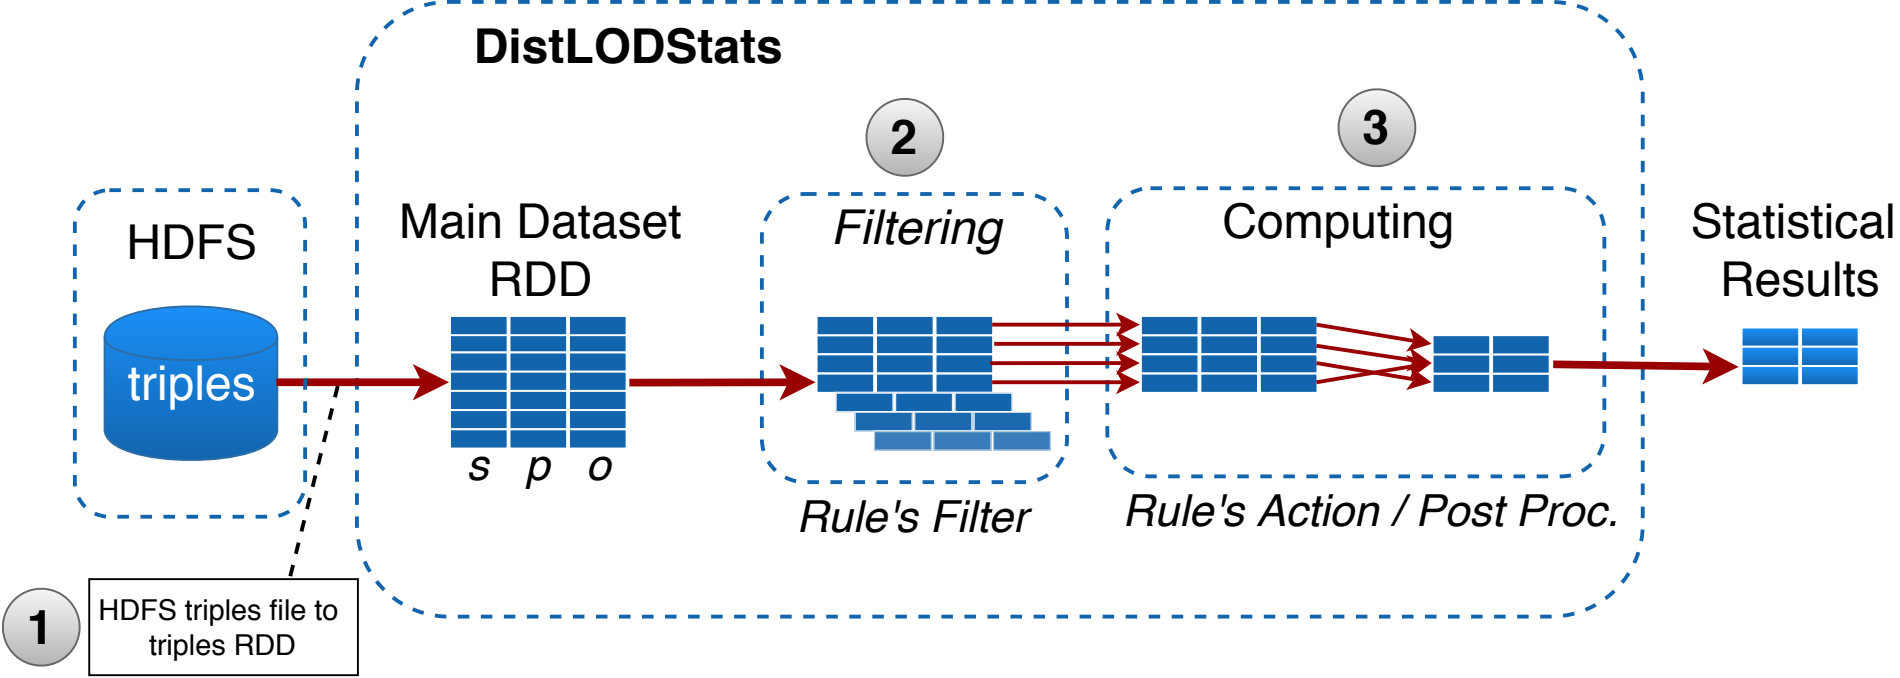 DistLODStats
2
3
HDFS
triples
Main Dataset
RDD
s p o
Filtering
Rule's Filter
Computing
Rule's Action / Post Proc.
Statistical
Results
1
HDFS triples file to
triples RDD